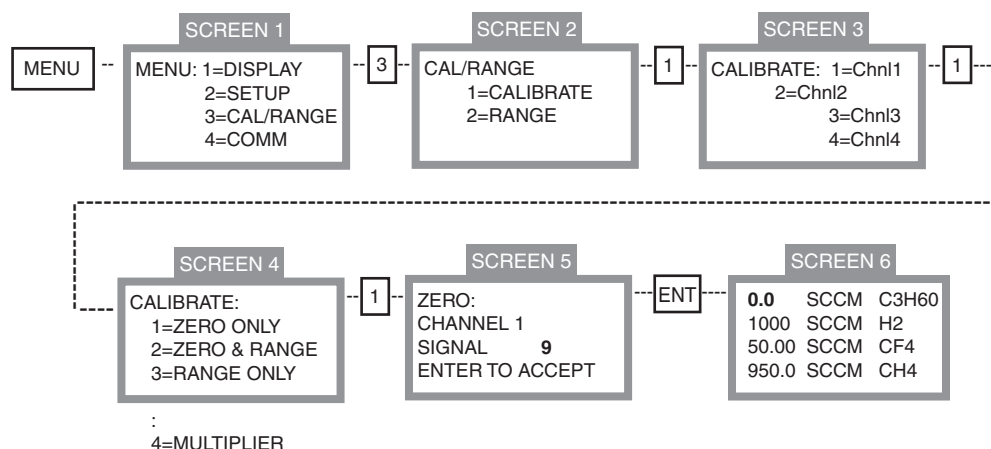 SCREEN 1
SCREEN 2
SCREEN 3
MENU
MENU: 1=DISPLAY
2=SETUP
3=CAL/RANGE
4=COMM
3
CAL/RANGE
1=CALIBRATE
2=RANGE
1
CALIBRATE: 1=Chnl1
2=Chnl2
3=Chnl3
4=Chnl4
1
SCREEN 4
SCREEN 5
SCREEN 6
CALIBRATE:
1=ZERO ONLY
2=ZERO & RANGE
3=RANGE ONLY
:
4=MULTIPLIER
1
ZERO:
CHANNEL 1
SIGNAL 9
ENTER TO ACCEPT
ENT
0.0 SCCM C3H60
1000 SCCM H2
50.00 SCCM CF4
950.0 SCCM CH4